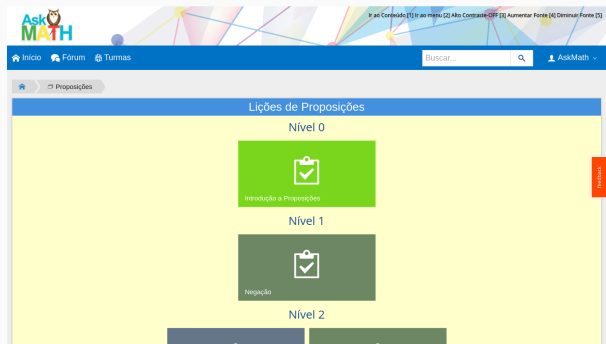 Ask
MATH
Ir ao Conteúdo [1] Ir ao menu [2] Alto Contraste-OFF [3] Aumentar Fonte [4] Diminuir Fonte [5]
Início Fórum Turmas Buscar... AskMath
Proposições
Lições de Proposições
Nível 0
Introdução a Proposições
feedback
Nível 1
Negação
Nível 2